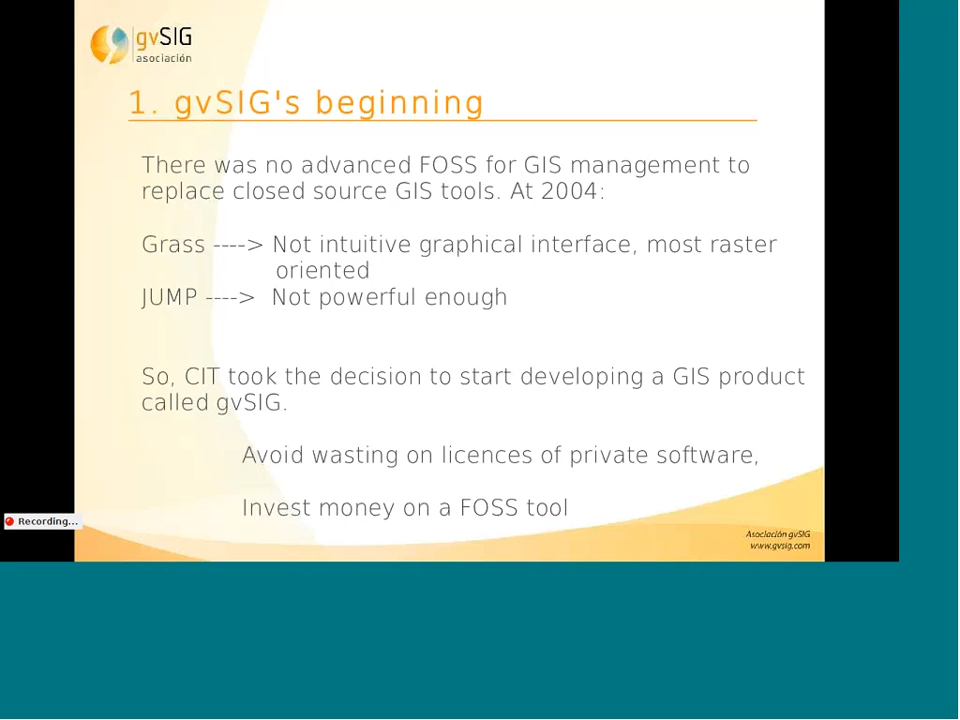 gvSIG
asociación
1. gvSIG's beginning
There was no advanced FOSS for GIS management to
replace closed source GIS tools. At 2004:
Grass ----> Not intuitive graphical interface, most raster
oriented
JUMP ----> Not powerful enough
So, CIT took the decision to start developing a GIS product
called gvSIG.
Avoid wasting on licences of private software,
Invest money on a FOSS tool
Recording...
Asociación gvSIG
www.gvsig.com